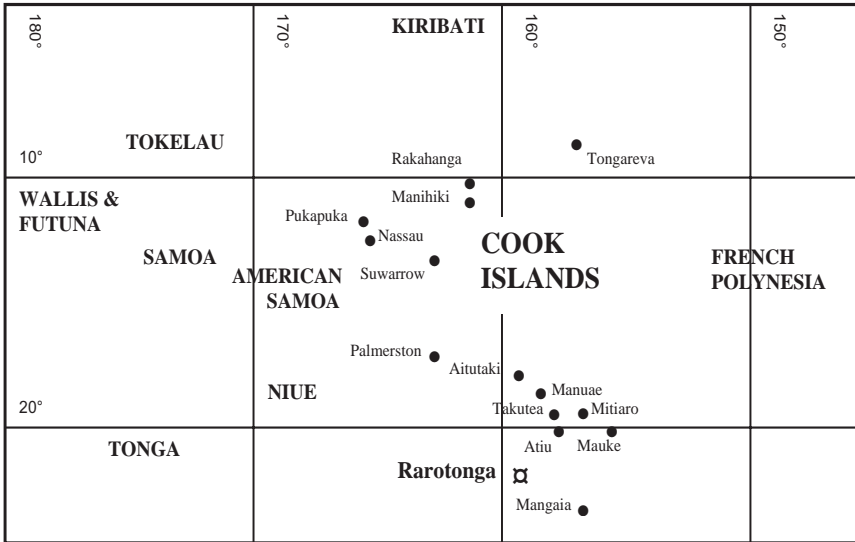 180°
170°
KIRIBATI
160°
150°
TOKELAU
Tongareva
10°
Rakahanga
WALLIS &
FUTUNA
Manihiki
Pukapuka
Nassau
COOK
ISLANDS
SAMOA
AMERICAN
SAMOA
Suwarrow
FRENCH
POLYNESIA
Palmerston
Aitutaki
NIUE
Manuae
Takutea
Mitiaro
20°
Atiu
Mauke
TONGA
Rarotonga
Mangaia